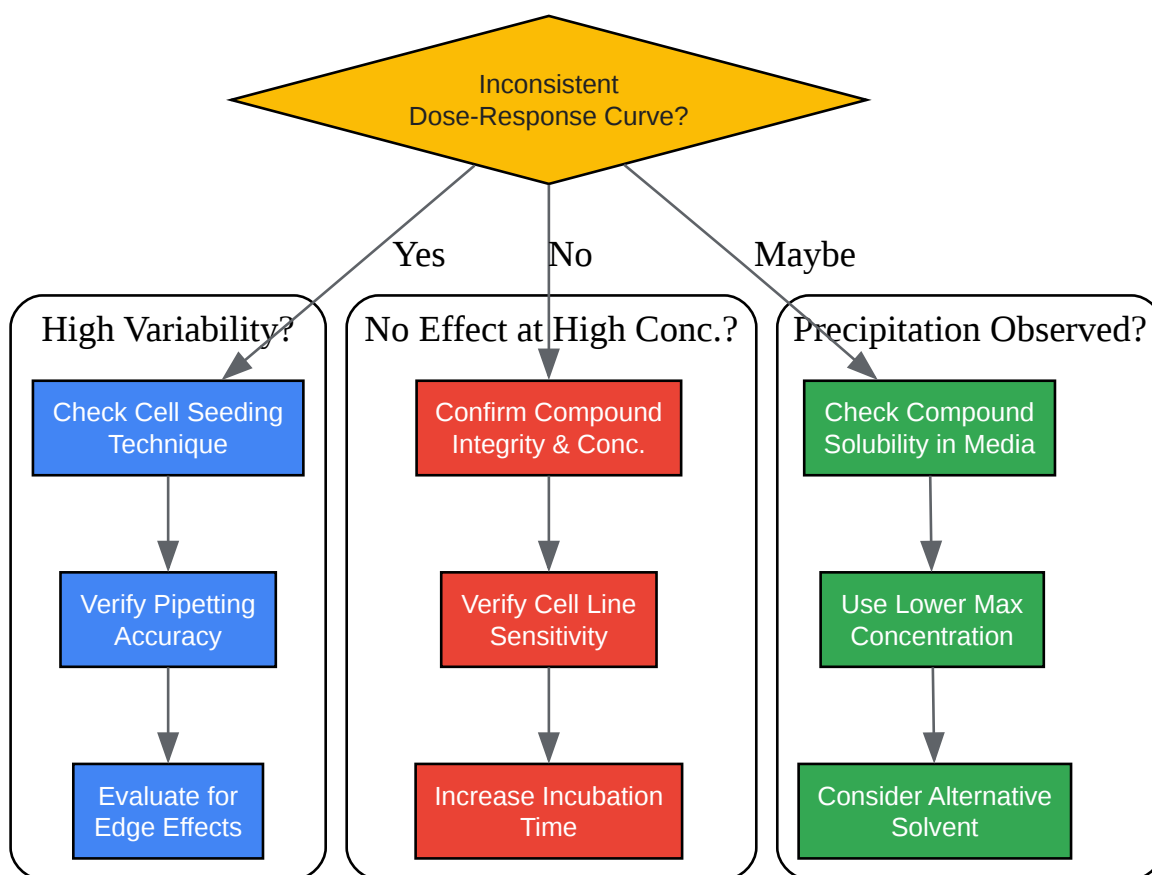 Inconsistent
Dose-Response Curve?
Yes
No
Maybe
High Variability?
Check Cell Seeding
Technique
Verify Pipetting
Accuracy
Evaluate for
Edge Effects
No Effect at High Conc.?
Confirm Compound
Integrity & Conc.
Verify Cell Line
Sensitivity
Increase Incubation
Time
Precipitation Observed?
Check Compound
Solubility in Media
Use Lower Max
Concentration
Consider Alternative
Solvent